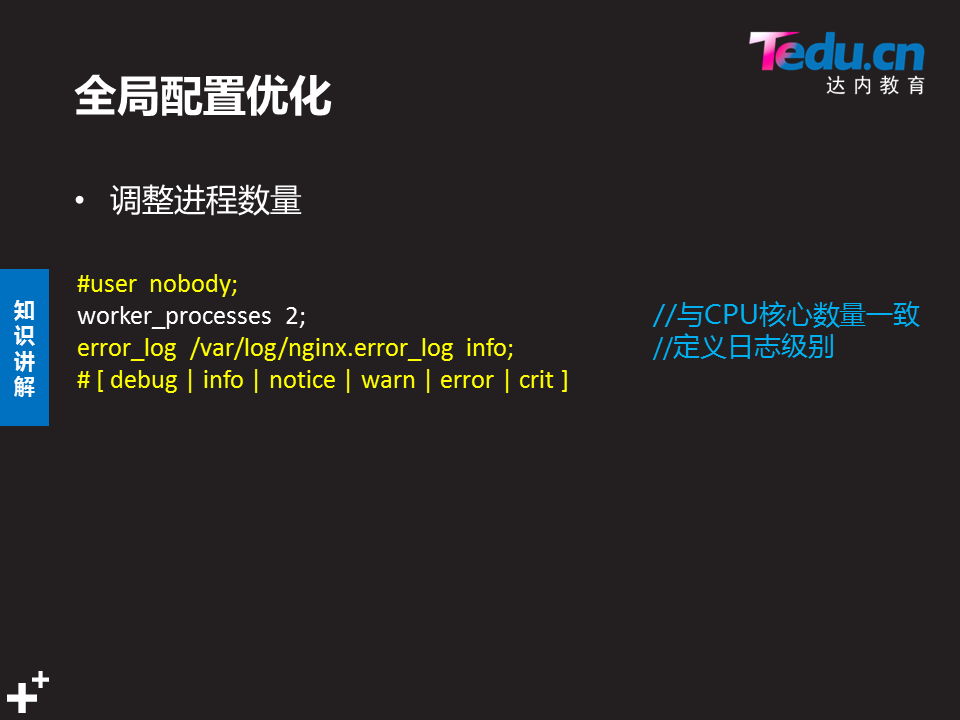 Tedu.cn
达内教育
全局配置优化
• 调整进程数量
知识讲解
#user nobody;
worker_processes 2; //与CPU核心数量一致
error_log /var/log/nginx.error_log info; //定义日志级别
# [ debug | info | notice | warn | error | crit ]